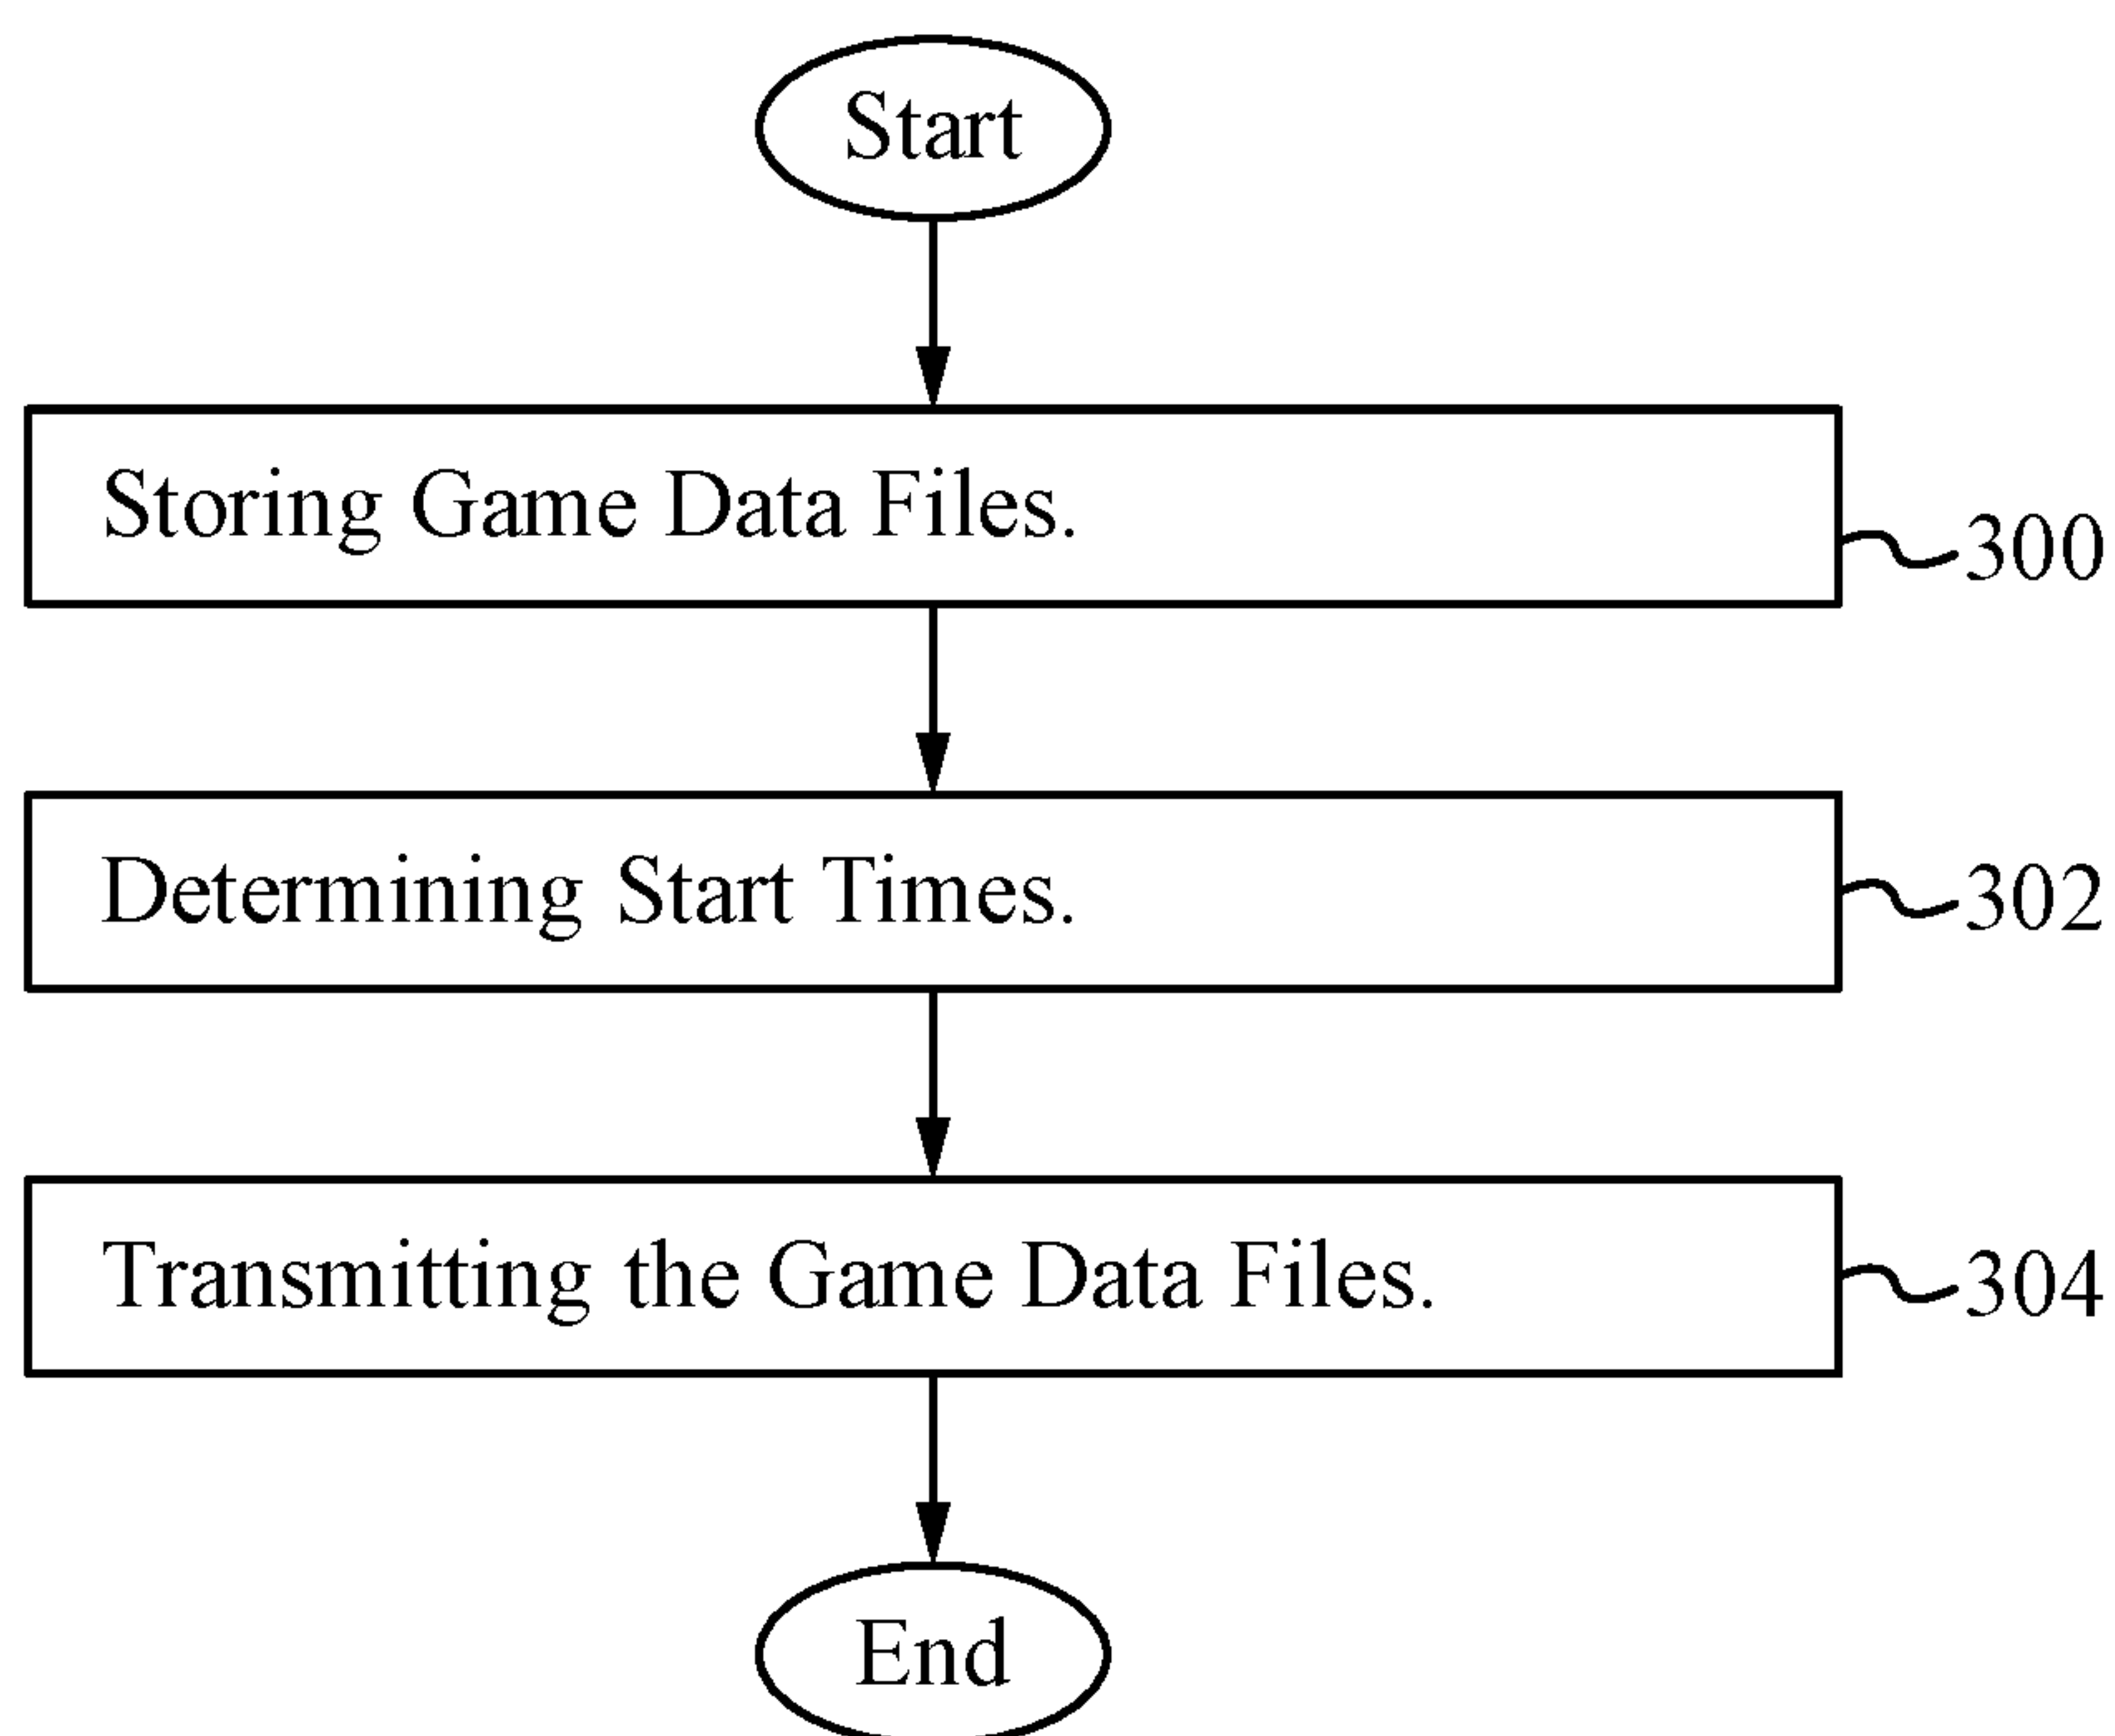 Start
Storing Game Data Files.
300
Determining Start Times.
302
Transmitting the Game Data Files.
304
End